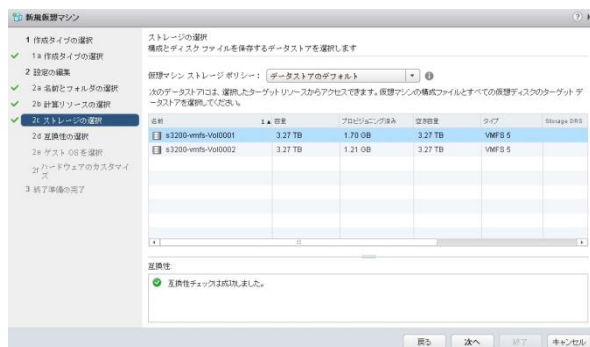 新規仮想マシン
1 作成タイプの選択
1a 作成タイプの選択
2 設定の編集
2a 名前とフォルダの選択
2b 計算リソースの選択
2c ストレージの選択
2d 互換性の選択
2e ゲスト OS を選択
2f ハードウェアのカスタマイズ
3 終了準備の完了
ストレージの選択
構成とディスク ファイルを保存するデータストアを選択します
仮想マシン ストレージ ポリシー： データストアのデフォルト
次のデータストアには、選択したターゲット リソースからアクセスできます。仮想マシンの構成ファイルとすべての仮想ディスクのターゲット デ
ータストアを選択してください。
名前 1▲ 容量 プロビジョニング済み 空き容量 タイプ Storage DRS
s3200-vmfs-Vol0001 3.27 TB 1.70 GB 3.27 TB VMFS 5
s3200-vmfs-Vol0002 3.27 TB 1.21 GB 3.27 TB VMFS 5
互換性:
互換性チェックは成功しました。
戻る 次へ 終了 キャンセル